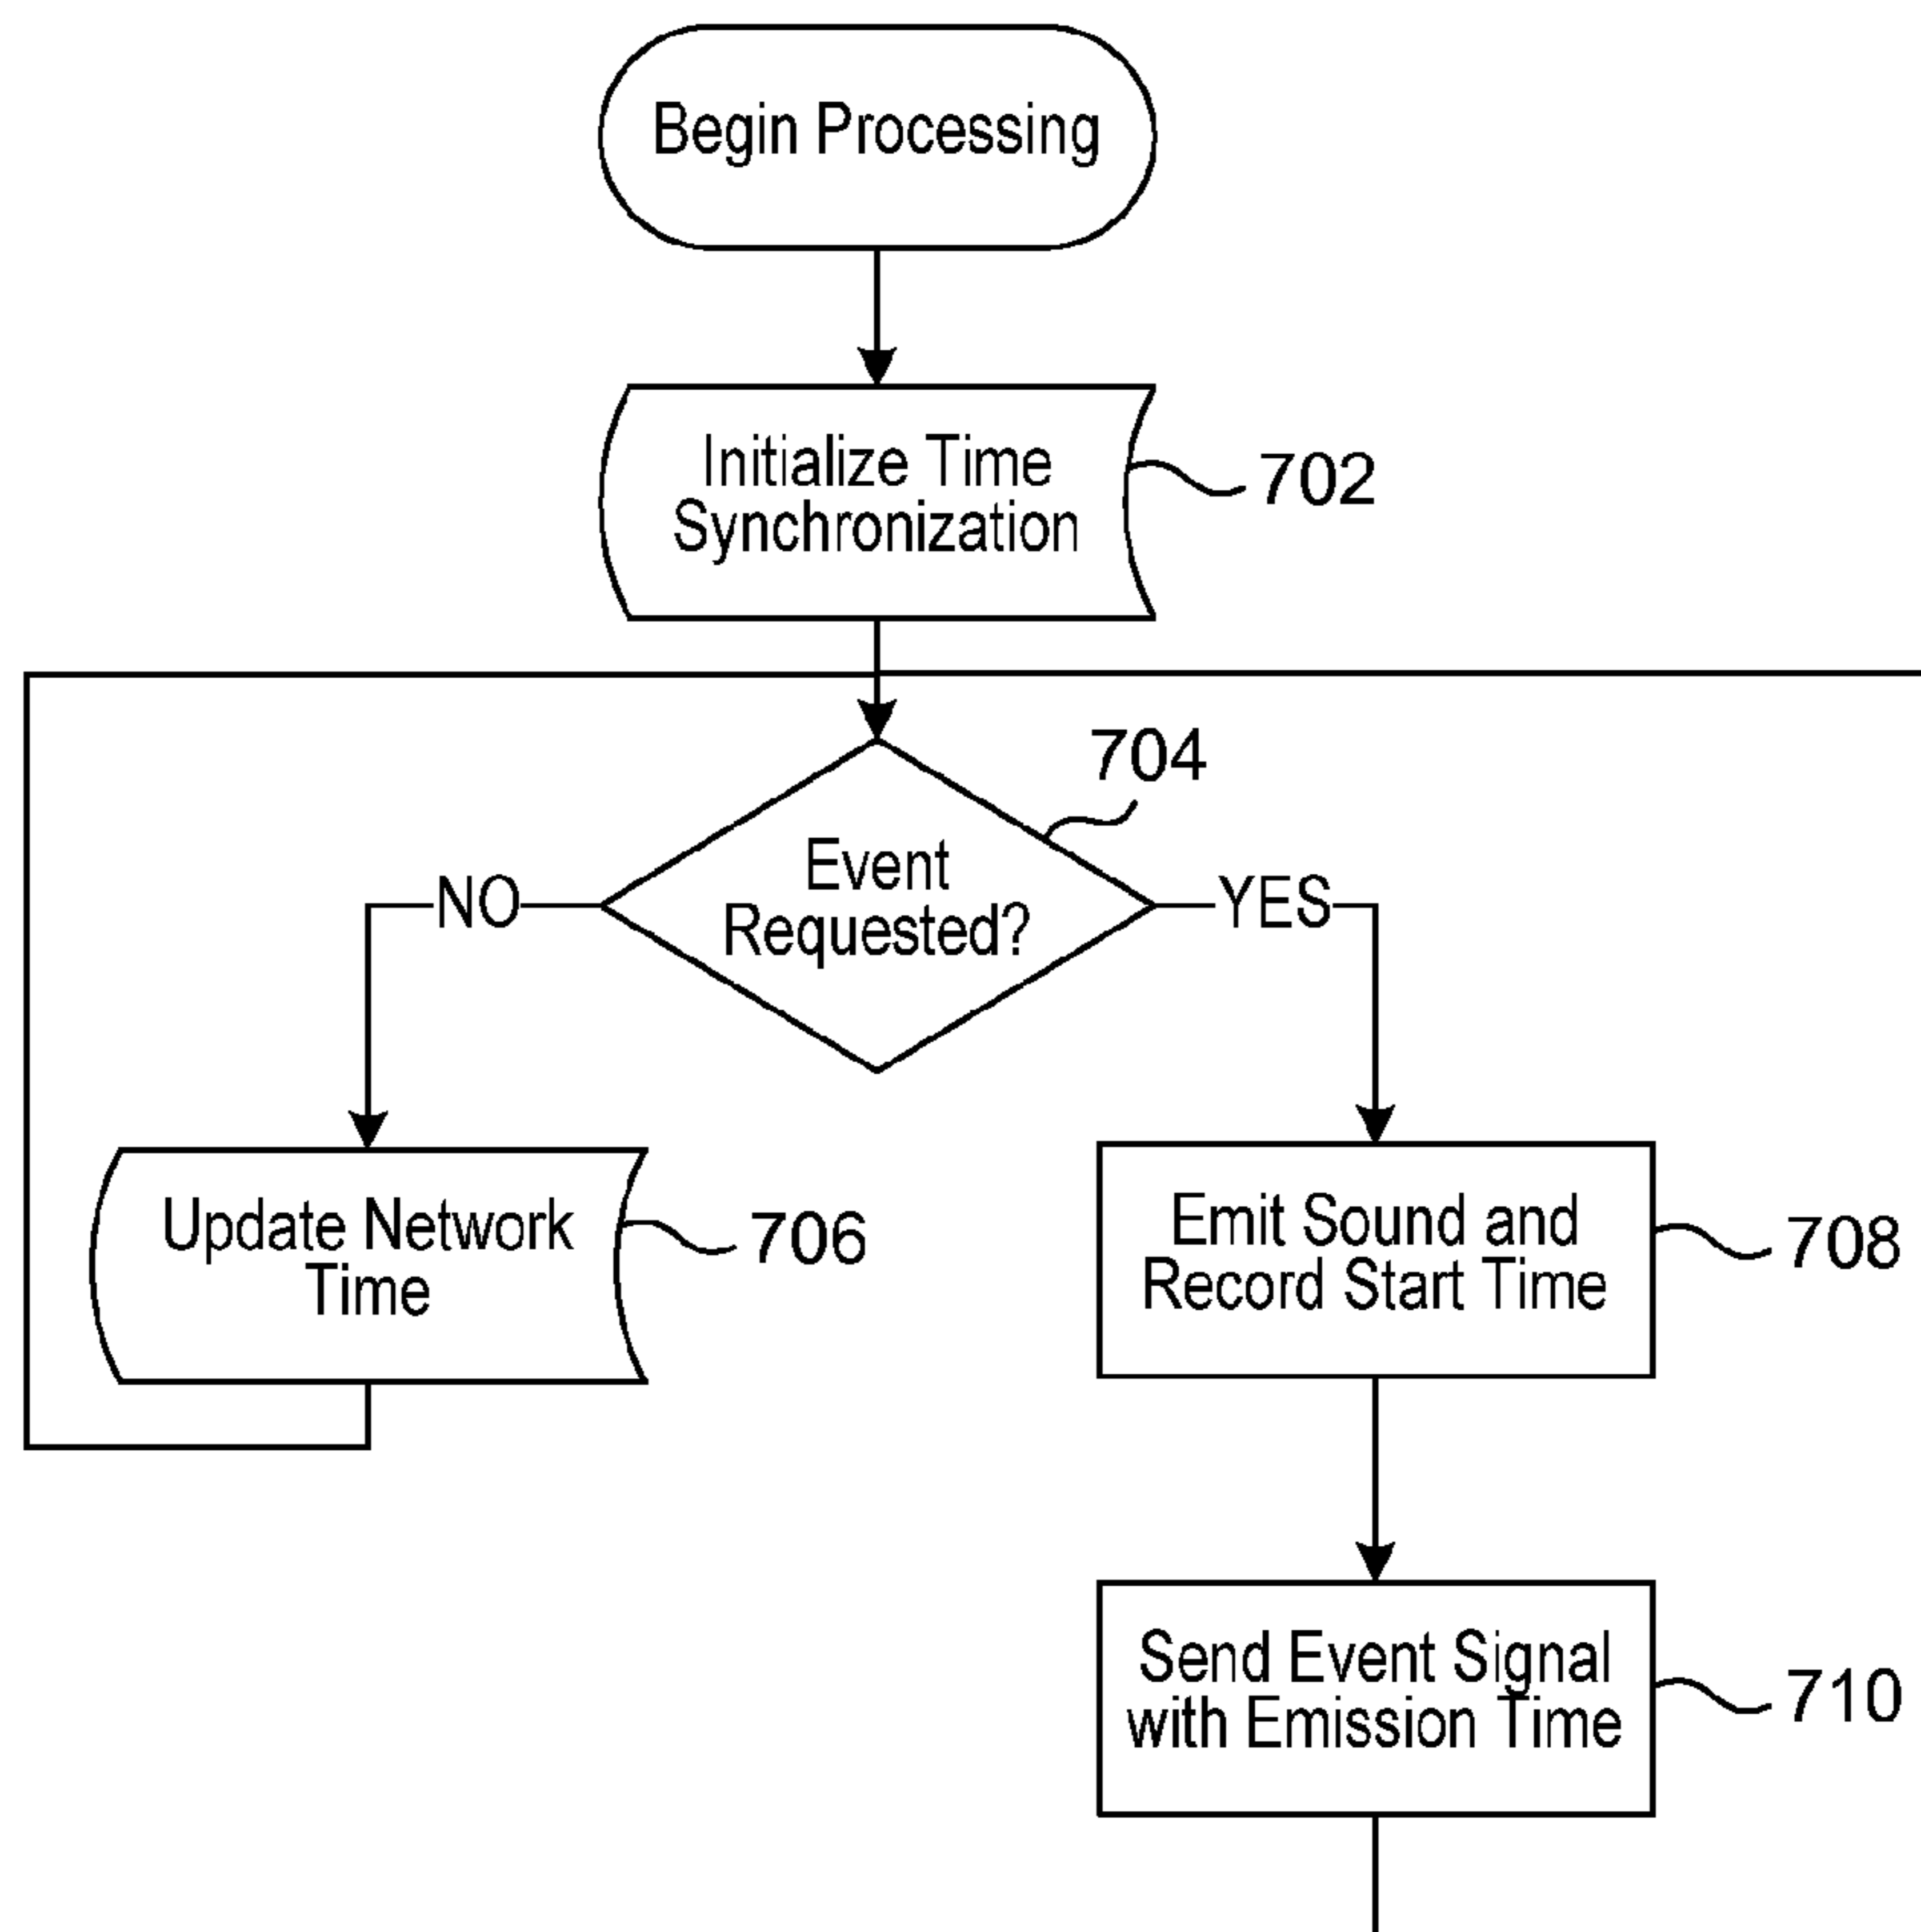 Begin Processing
Initialize Time
Synchronization
702
704
Event
Requested?
NO
YES
Update Network
Time
706
Emit Sound and
Record Start Time
708
Send Event Signal
with Emission Time
710